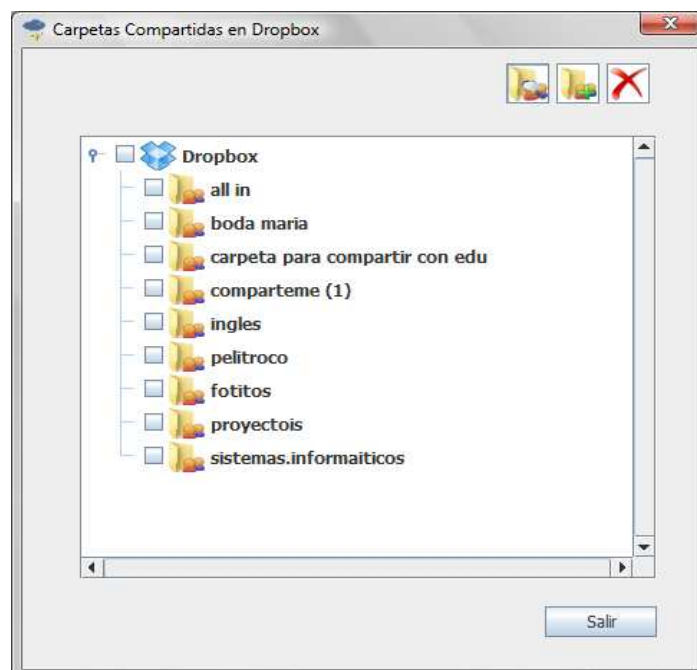 Carpetas Compartidas en Dropbox
Dropbox
all in
boda maria
carpeta para compartir con edu
comparteme (1)
ingles
pelitroco
fotitos
proyectois
sistemas.informaiticos
Salir